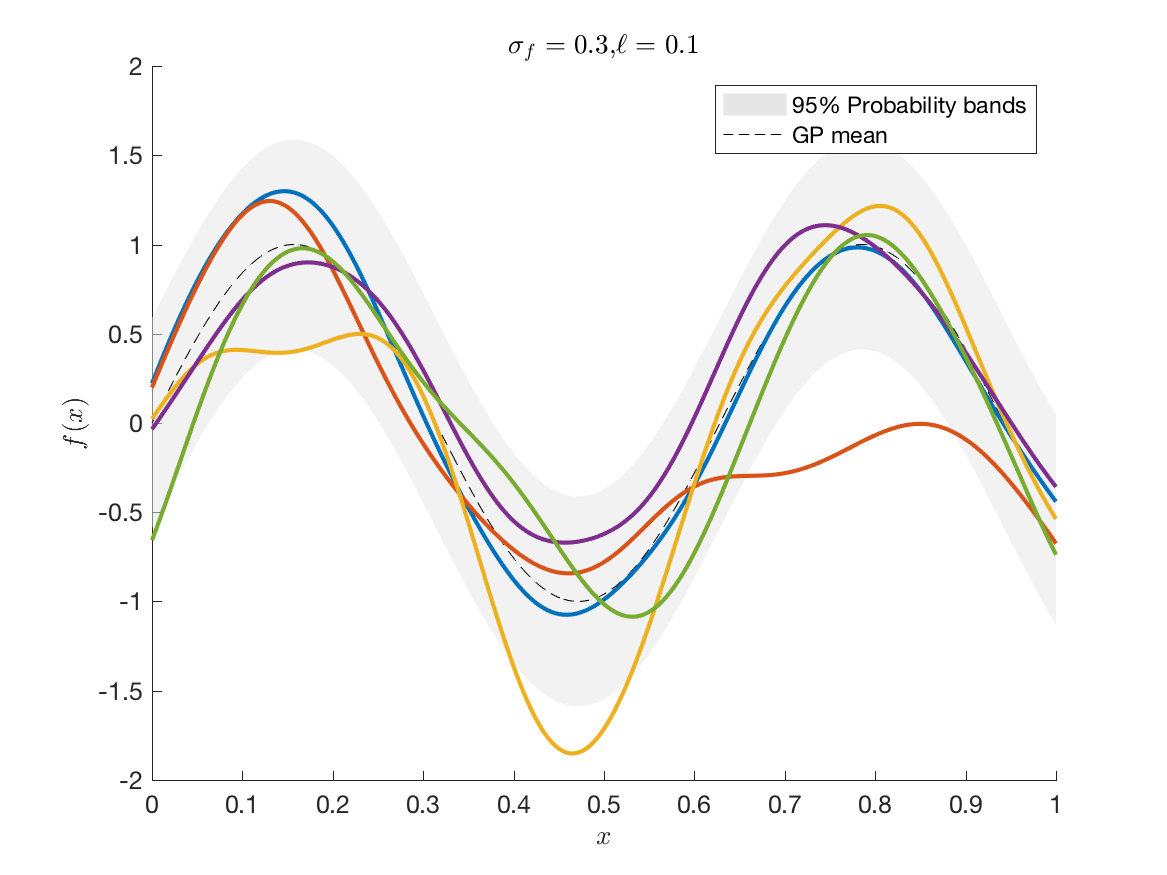 σ_f = 0.3,ℓ = 0.1
2
1.5
1
0.5
0
-0.5
-1
-1.5
-2
f(x)
95% Probability bands
GP mean
0 0.1 0.2 0.3 0.4 0.5 0.6 0.7 0.8 0.9 1
x